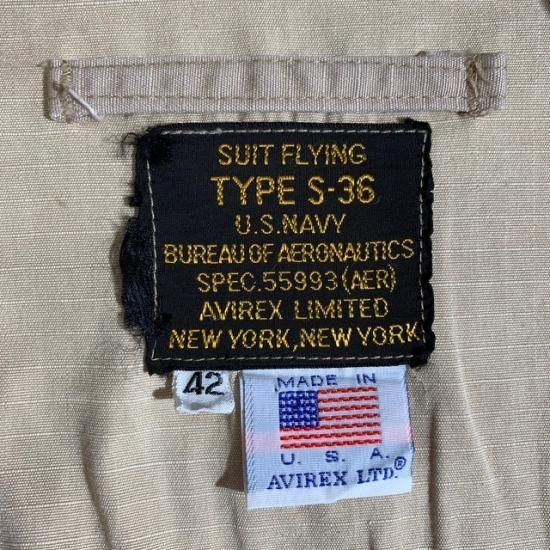 SUIT FLYING
TYPE S-36
U.S.NAVY
BUREAU OF AERONAUTICS
SPEC.55993(AER)
AVIREX LIMITED
NEW YORK, NEW YORK
42
MADE IN
U. S. A.
AVIREX LTD.®